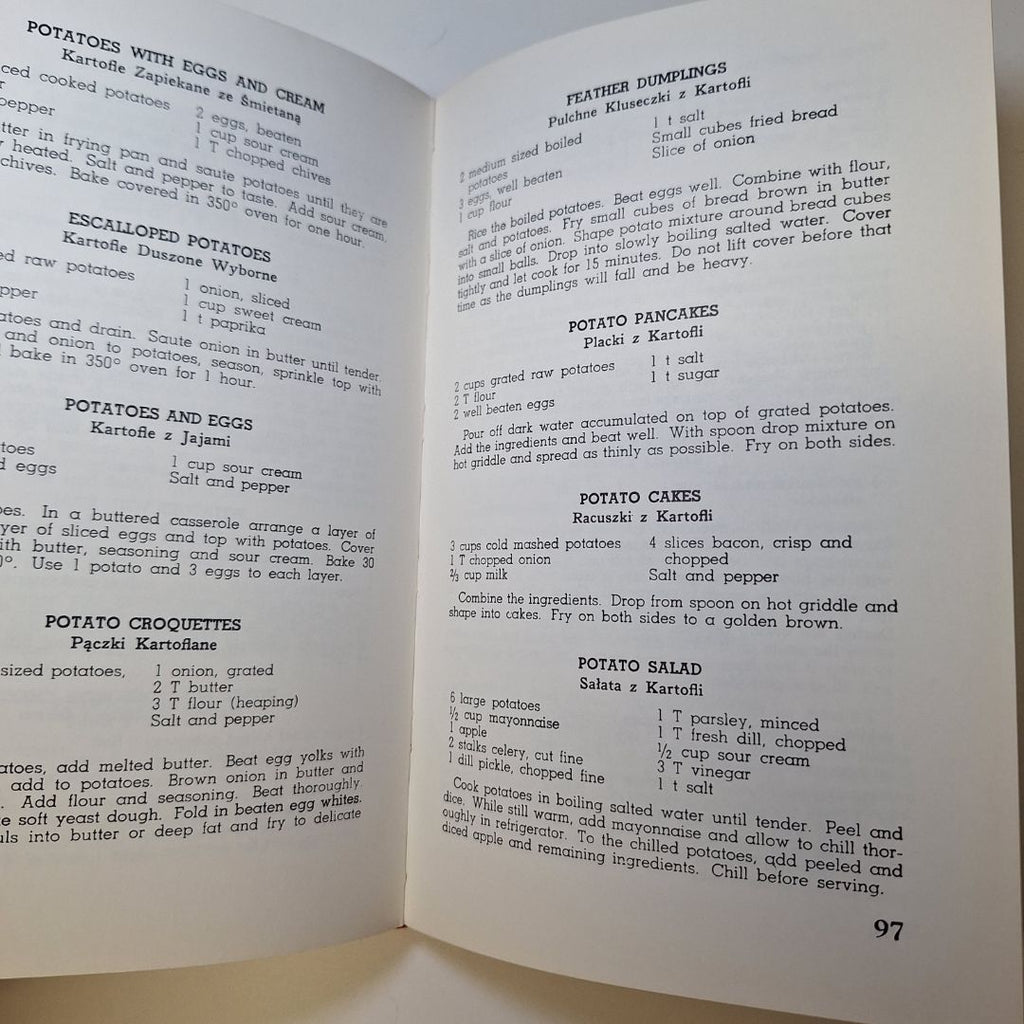 POTATOES WITH EGGS AND CREAM
Kartofle Zapiekane ze Śmietaną
ced cooked potatoes
r
pepper
2 eggs, beaten
1 cup sour cream
1 T chopped chives
tter in frying pan and saute potatoes until they are
y heated. Salt and pepper to taste. Add sour cream,
chives. Bake covered in 350° oven for one hour.
ESCALLOPED POTATOES
Kartofle Duszone Wyborne
ed raw potatoes
pper
1 onion, sliced
1 cup sweet cream
1 t paprika
atoes and drain. Saute onion in butter until tender.
and onion to potatoes, season, sprinkle top with
l bake in 350° oven for 1 hour.
POTATOES AND EGGS
Kartofle z Jajami
toes
d eggs
1 cup sour cream
Salt and pepper
oes. In a buttered casserole arrange a layer of
yer of sliced eggs and top with potatoes. Cover
ith butter, seasoning and sour cream. Bake 30
0°. Use 1 potato and 3 eggs to each layer.
POTATO CROQUETTES
Pączki Kartoflane
sized potatoes,
1 onion, grated
2 T butter
3 T flour (heaping)
Salt and pepper
atoes, add melted butter. Beat egg yolks with
add to potatoes. Brown onion in butter and
. Add flour and seasoning. Beat thoroughly.
e soft yeast dough. Fold in beaten egg whites.
uls into butter or deep fat and fry to delicate
FEATHER DUMPLINGS
Pulchne Kluseczki z Kartofli
2 medium sized boiled
potatoes
3 eggs, well beaten
1 cup flour
1 t salt
Small cubes fried bread
Slice of onion
Rice the boiled potatoes. Beat eggs well. Combine with flour,
salt and potatoes. Fry small cubes of bread brown in butter
with a slice of onion. Shape potato mixture around bread cubes
into small balls. Drop into slowly boiling salted water. Cover
tightly and let cook for 15 minutes. Do not lift cover before that
time as the dumplings will fall and be heavy.
POTATO PANCAKES
Placki z Kartofli
2 cups grated raw potatoes
2 T flour
2 well beaten eggs
1 t salt
1 t sugar
Pour off dark water accumulated on top of grated potatoes.
Add the ingredients and beat well. With spoon drop mixture on
hot griddle and spread as thinly as possible. Fry on both sides.
POTATO CAKES
Racuszki z Kartofli
3 cups cold mashed potatoes
1 T chopped onion
⅔ cup milk
4 slices bacon, crisp and
chopped
Salt and pepper
Combine the ingredients. Drop from spoon on hot griddle and
shape into cakes. Fry on both sides to a golden brown.
POTATO SALAD
Sałata z Kartofli
6 large potatoes
½ cup mayonnaise
1 apple
2 stalks celery, cut fine
1 dill pickle, chopped fine
1 T parsley, minced
1 T fresh dill, chopped
½ cup sour cream
3 T vinegar
1 t salt
Cook potatoes in boiling salted water until tender. Peel and
dice. While still warm, add mayonnaise and allow to chill thor-
oughly in refrigerator. To the chilled potatoes, add peeled and
diced apple and remaining ingredients. Chill before serving.
97